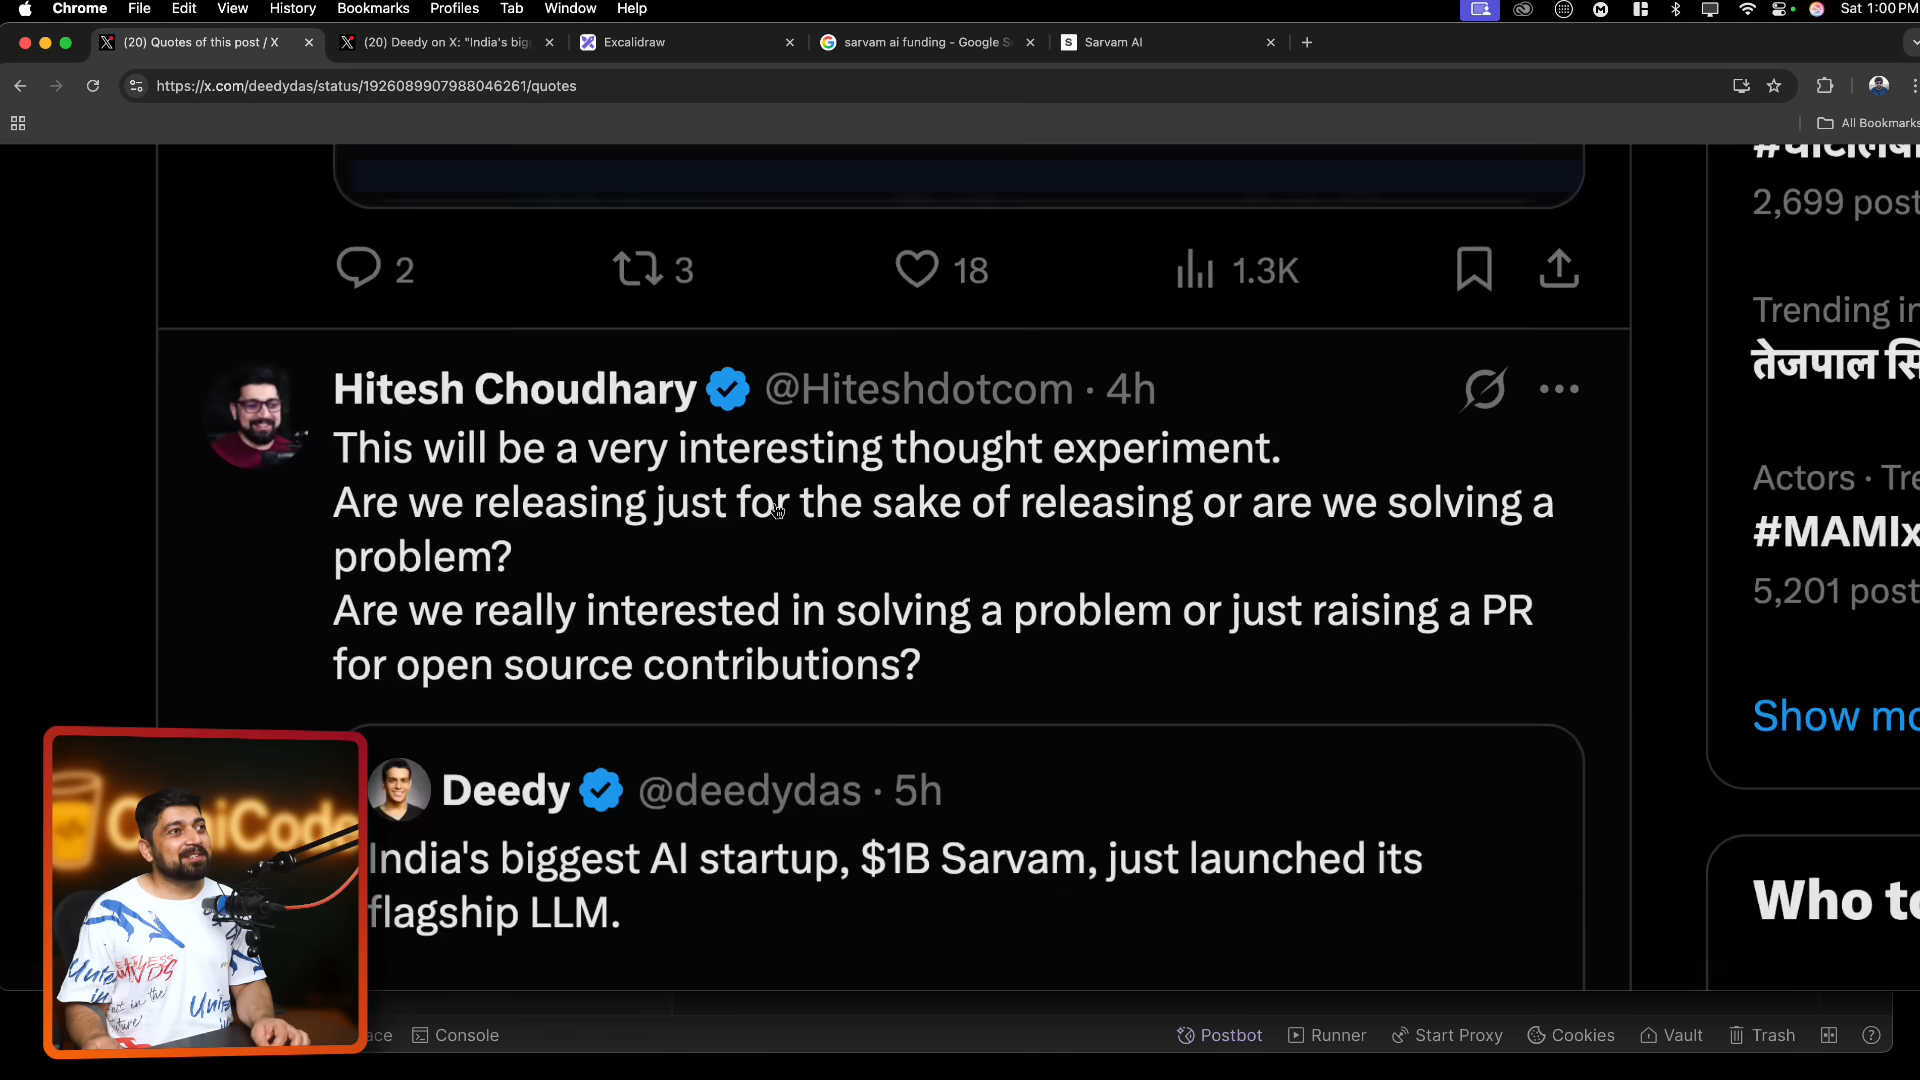 Chrome File Edit View History Bookmarks Profiles Tab Window Help Sat 1:00 PM
(20) Quotes of this post / X
(20) Deedy on X: "India's big
Excalidraw
sarvam ai funding - Google S
Sarvam AI
https://x.com/deedydas/status/1926089907988046261/quotes
All Bookmarks
2,699 post
2 3 18 1.3K
Trending in
तेजपाल सि
Hitesh Choudhary @Hiteshdotcom · 4h
This will be a very interesting thought experiment.
Are we releasing just for the sake of releasing or are we solving a
problem?
Are we really interested in solving a problem or just raising a PR
for open source contributions?
Actors · Tre
#MAMIx
5,201 post
Show mo
Deedy @deedydas · 5h
India's biggest AI startup, $1B Sarvam, just launched its
flagship LLM.
Who to
Console
Postbot Runner Start Proxy Cookies Vault Trash